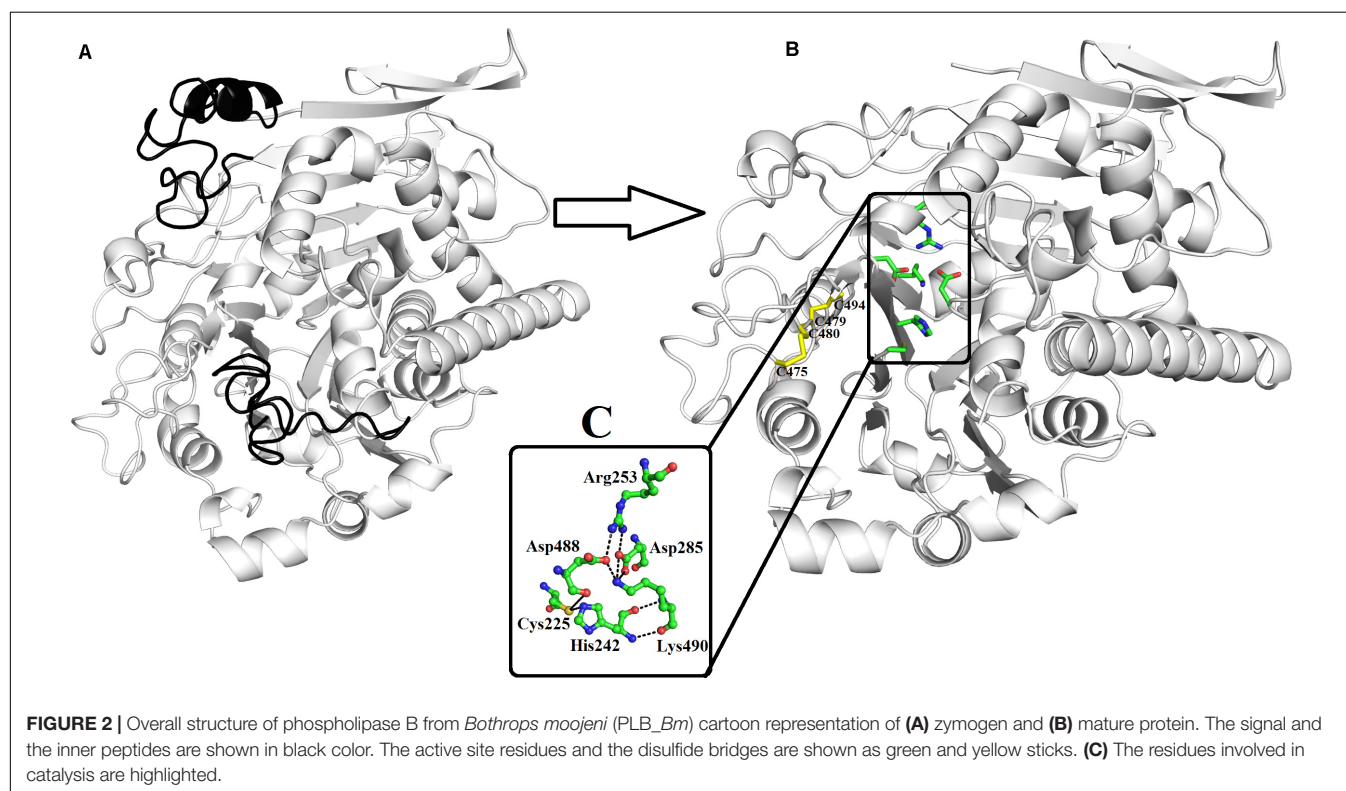 A
B
C494
C479
C480
C475
C
Arg253
Asp488
Asp285
Cys225
His242
Lys490
FIGURE 2 | Overall structure of phospholipase B from Bothrops moojeni (PLB_Bm) cartoon representation of (A) zymogen and (B) mature protein. The signal and
the inner peptides are shown in black color. The active site residues and the disulfide bridges are shown as green and yellow sticks. (C) The residues involved in
catalysis are highlighted.